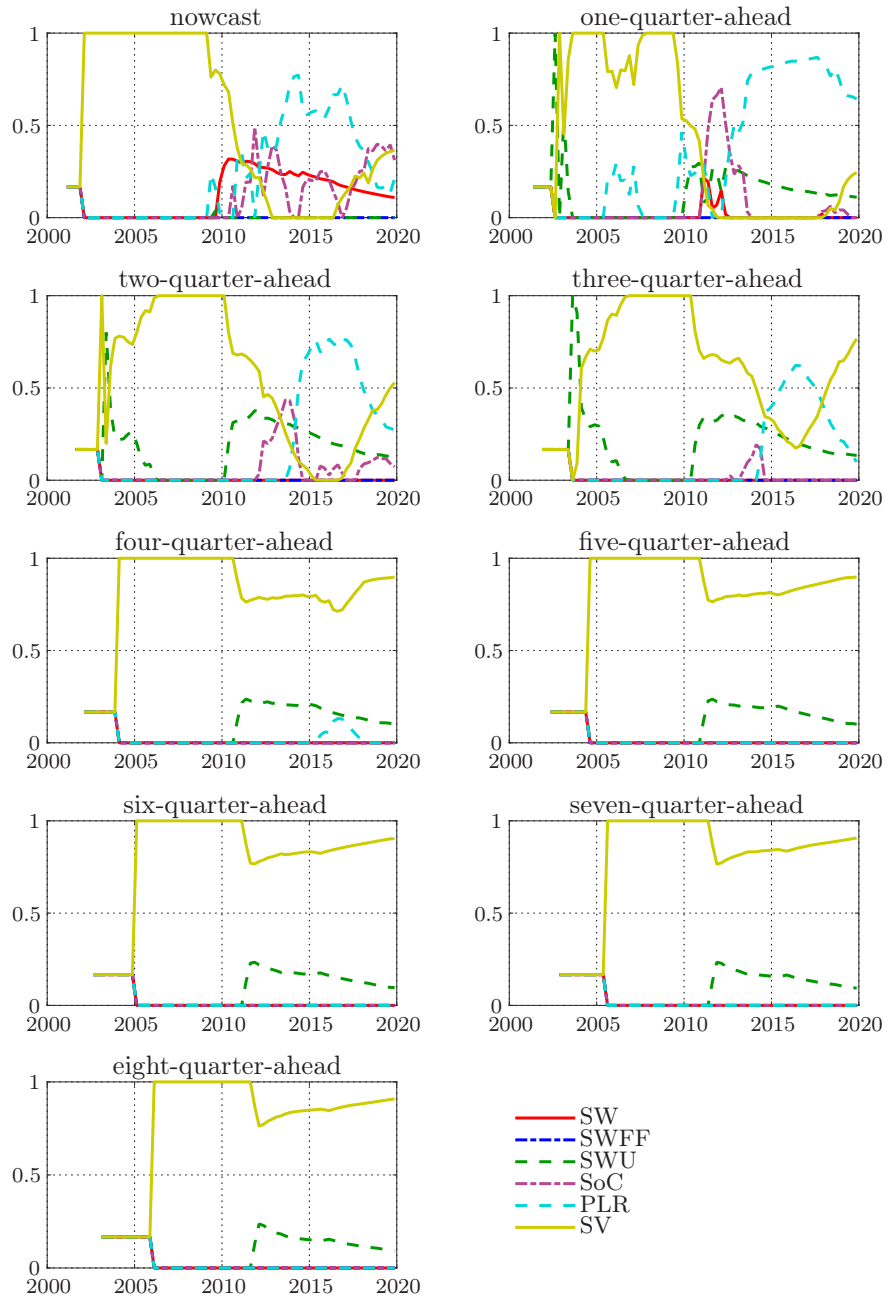 nowcast
1
0.5
0
2000 2005 2010 2015 2020
one-quarter-ahead
1
0.5
0
2000 2005 2010 2015 2020
two-quarter-ahead
1
0.5
0
2000 2005 2010 2015 2020
three-quarter-ahead
1
0.5
0
2000 2005 2010 2015 2020
four-quarter-ahead
1
0.5
0
2000 2005 2010 2015 2020
five-quarter-ahead
1
0.5
0
2000 2005 2010 2015 2020
six-quarter-ahead
1
0.5
0
2000 2005 2010 2015 2020
seven-quarter-ahead
1
0.5
0
2000 2005 2010 2015 2020
eight-quarter-ahead
1
0.5
0
2000 2005 2010 2015 2020
SW
SWFF
SWU
SoC
PLR
SV